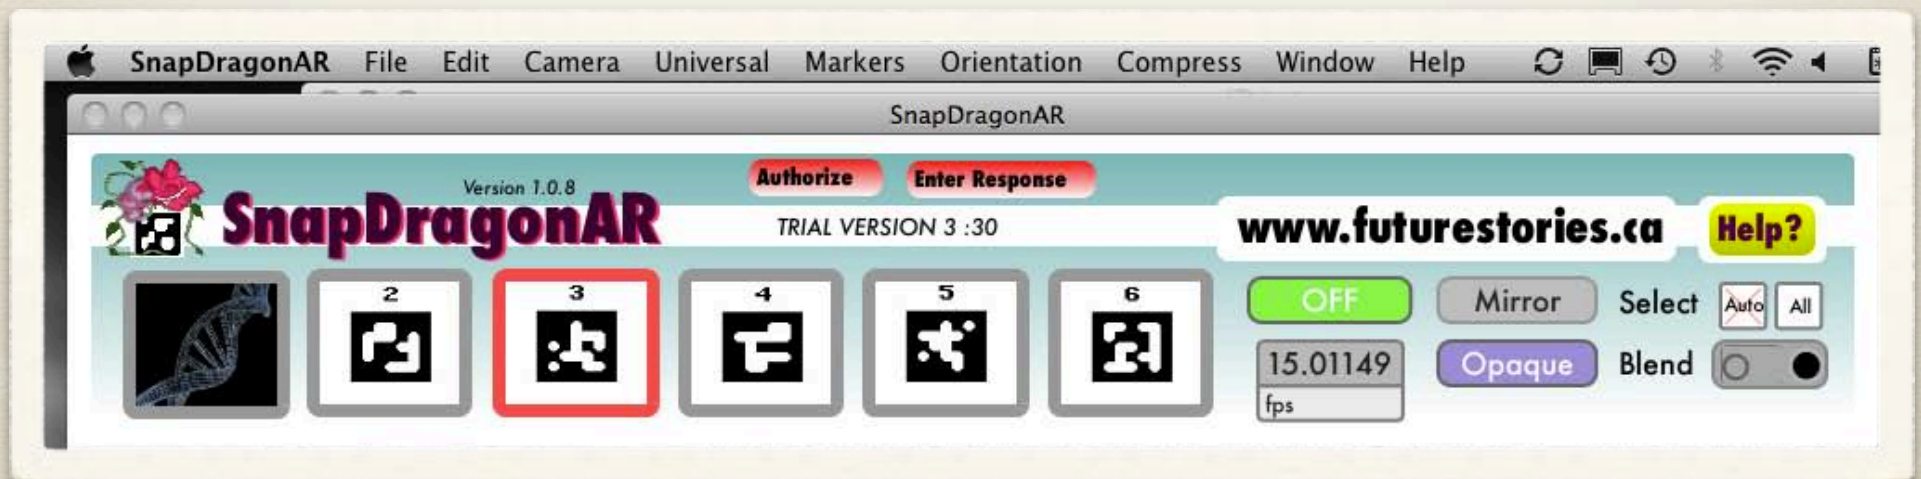 SnapDragonAR File Edit Camera Universal Markers Orientation Compress Window Help
SnapDragonAR
Version 1.0.8
Authorize Enter Response
SnapDragonAR
TRIAL VERSION 3 :30
www.futurestories.ca Help?
2 3 4 5 6
OFF Mirror Select Auto All
15.01149 Opaque Blend
fps